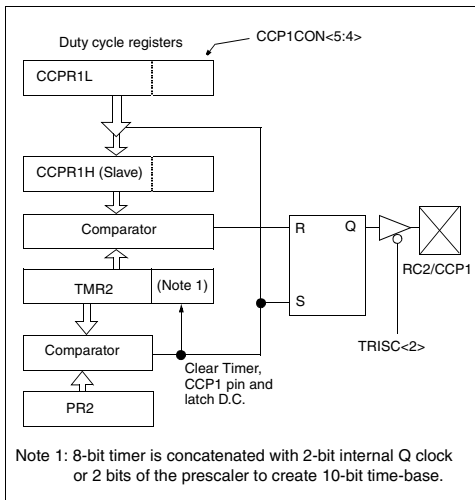 Duty cycle registers
CCP1CON<5:4>
CCPR1L
CCPR1H (Slave)
Comparator
R
Q
S
RC2/CCP1
TRISC<2>
TMR2
(Note 1)
Comparator
Clear Timer,
CCP1 pin and
latch D.C.
PR2
Note 1: 8-bit timer is concatenated with 2-bit internal Q clock
or 2 bits of the prescaler to create 10-bit time-base.